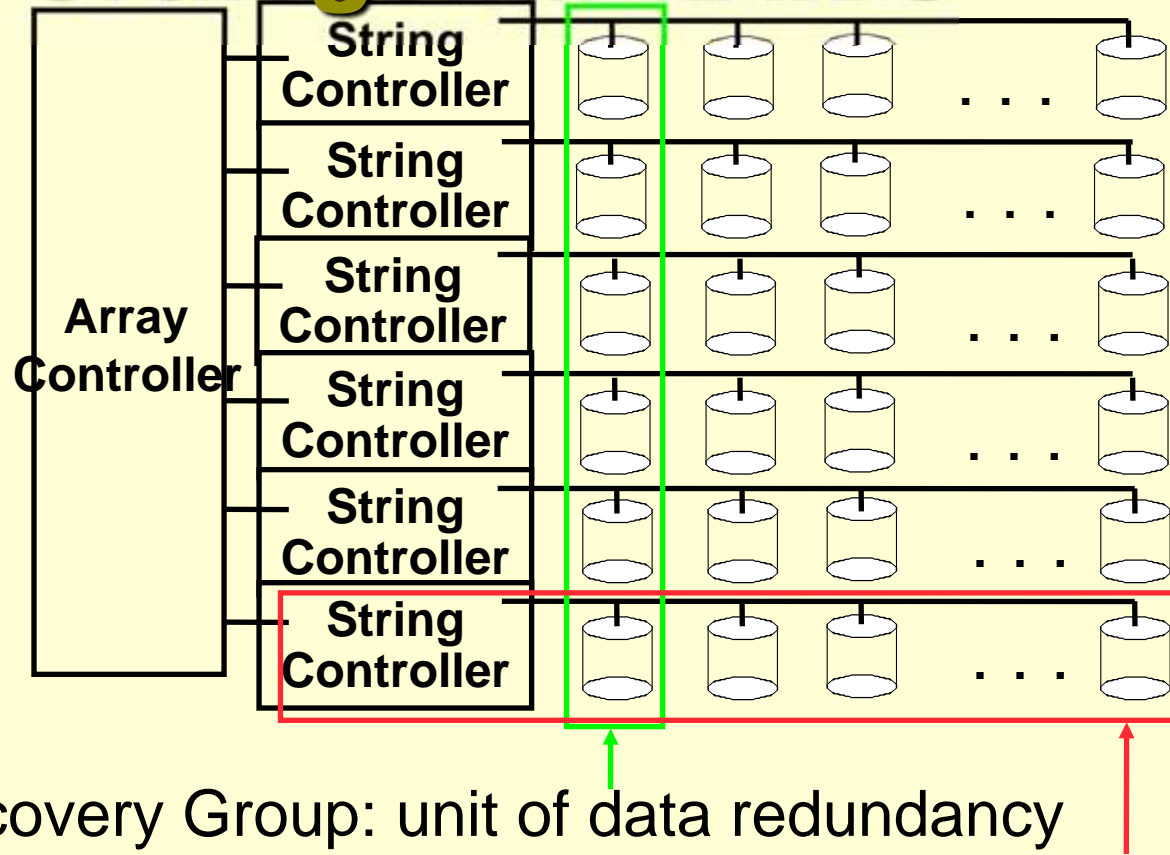 String
Controller
. . .
String
Controller
. . .
String
Controller
. . .
Array
Controller
String
Controller
. . .
String
Controller
. . .
String
Controller
. . .
covery Group: unit of data redundancy